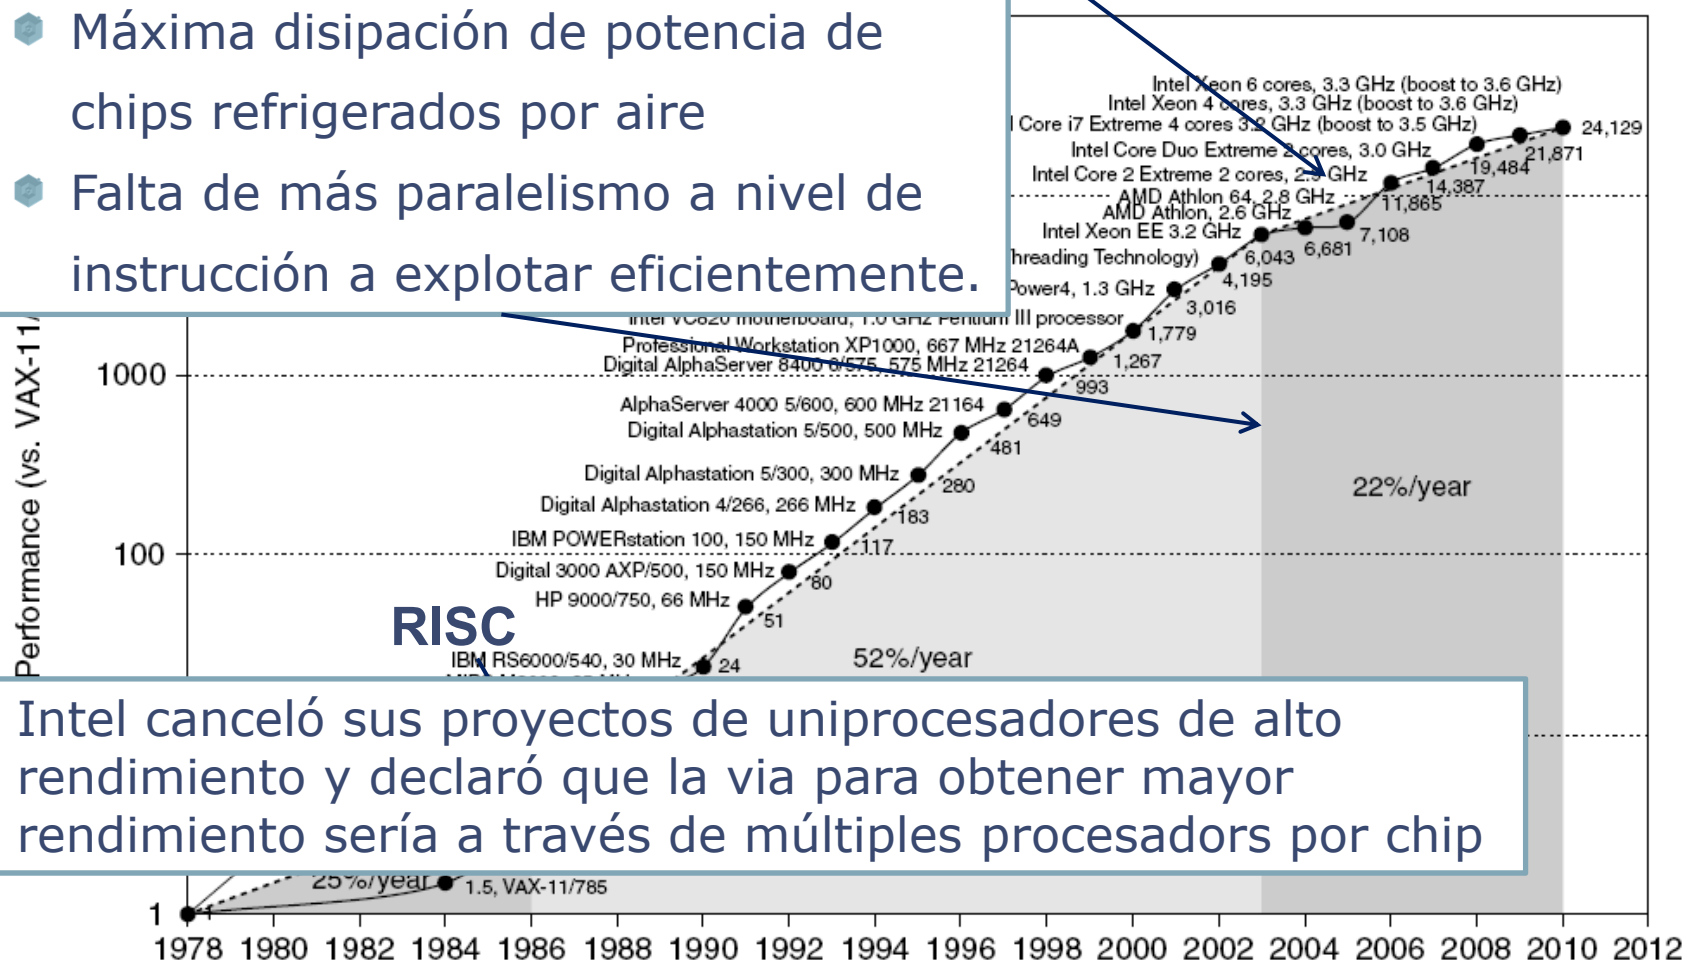 Máxima disipación de potencia de
chips refrigerados por aire
Falta de más paralelismo a nivel de
instrucción a explotar eficientemente.
Intel Xeon 6 cores, 3.3 GHz (boost to 3.6 GHz)
Intel Xeon 4 cores, 3.3 GHz (boost to 3.6 GHz)
Core i7 Extreme 4 cores 3.2 GHz (boost to 3.5 GHz)
24,129
Intel Core Duo Extreme 2 cores, 3.0 GHz
21,871
Intel Core 2 Extreme 2 cores, 2.9 GHz
19,484
14,387
AMD Athlon 64, 2.8 GHz
11,865
AMD Athlon, 2.6 GHz
Intel Xeon EE 3.2 GHz
7,108
6,681
6,043
Threading Technology)
4,195
Power4, 1.3 GHz
3,016
Intel VC820 motherboard, 1.0 GHz Pentium III processor
1,779
Professional Workstation XP1000, 667 MHz 21264A
1,267
Digital AlphaServer 8400 6/575, 575 MHz 21264
993
1000
AlphaServer 4000 5/600, 600 MHz 21164
649
Digital Alphastation 5/500, 500 MHz
481
Digital Alphastation 5/300, 300 MHz
280
22%/year
Digital Alphastation 4/266, 266 MHz
183
IBM POWERstation 100, 150 MHz
117
100
Digital 3000 AXP/500, 150 MHz
80
HP 9000/750, 66 MHz
51
RISC
IBM RS6000/540, 30 MHz
24
52%/year
Performance (vs. VAX-11/
Intel canceló sus proyectos de uniprocesadores de alto
rendimiento y declaró que la via para obtener mayor
rendimiento sería a través de múltiples procesadors por chip
25%/year
1.5, VAX-11/785
1
1978 1980 1982 1984 1986 1988 1990 1992 1994 1996 1998 2000 2002 2004 2006 2008 2010 2012